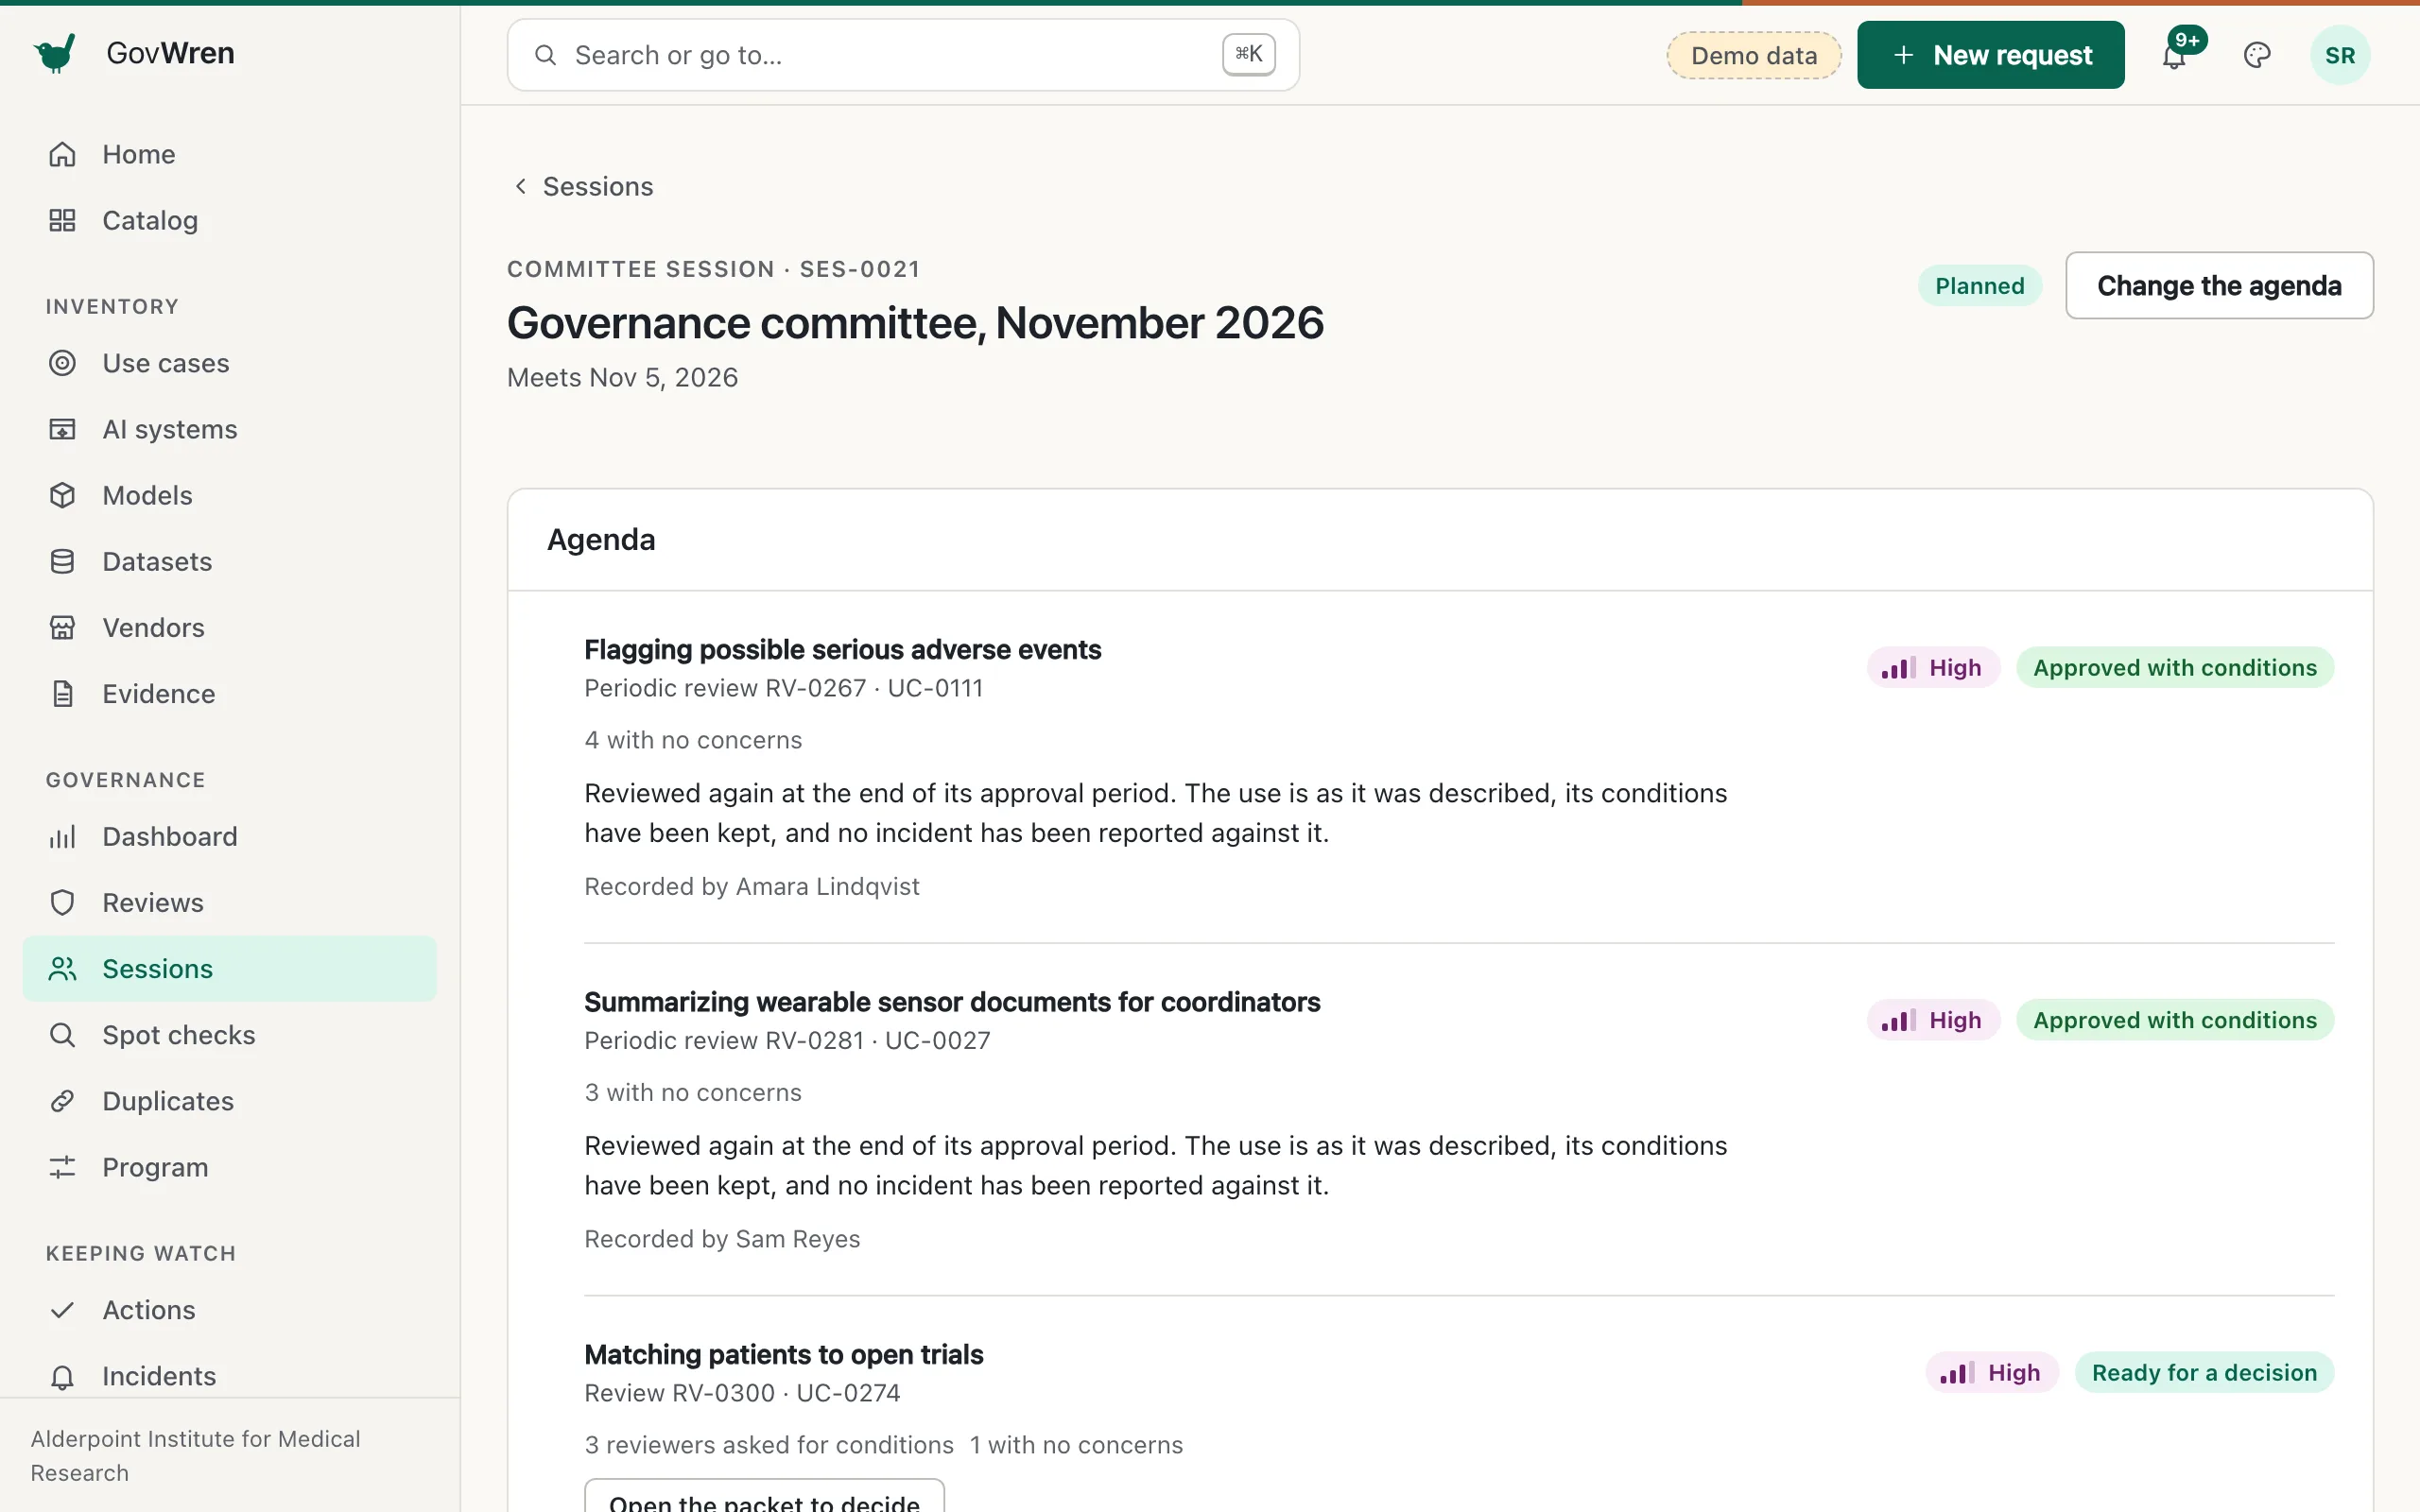 GovWren
Search or go to...
⌘K
Demo data
+ New request
9+
SR
Home
Catalog
INVENTORY
Use cases
AI systems
Models
Datasets
Vendors
Evidence
GOVERNANCE
Dashboard
Reviews
Sessions
Spot checks
Duplicates
Program
KEEPING WATCH
Actions
Incidents
Alderpoint Institute for Medical
Research
Sessions
COMMITTEE SESSION · SES-0021
Governance committee, November 2026
Meets Nov 5, 2026
Planned
Change the agenda
Agenda
Flagging possible serious adverse events
Periodic review RV-0267 · UC-0111
High
Approved with conditions
4 with no concerns
Reviewed again at the end of its approval period. The use is as it was described, its conditions
have been kept, and no incident has been reported against it.
Recorded by Amara Lindqvist
Summarizing wearable sensor documents for coordinators
Periodic review RV-0281 · UC-0027
High
Approved with conditions
3 with no concerns
Reviewed again at the end of its approval period. The use is as it was described, its conditions
have been kept, and no incident has been reported against it.
Recorded by Sam Reyes
Matching patients to open trials
Review RV-0300 · UC-0274
High
Ready for a decision
3 reviewers asked for conditions 1 with no concerns
Open the packet to decide